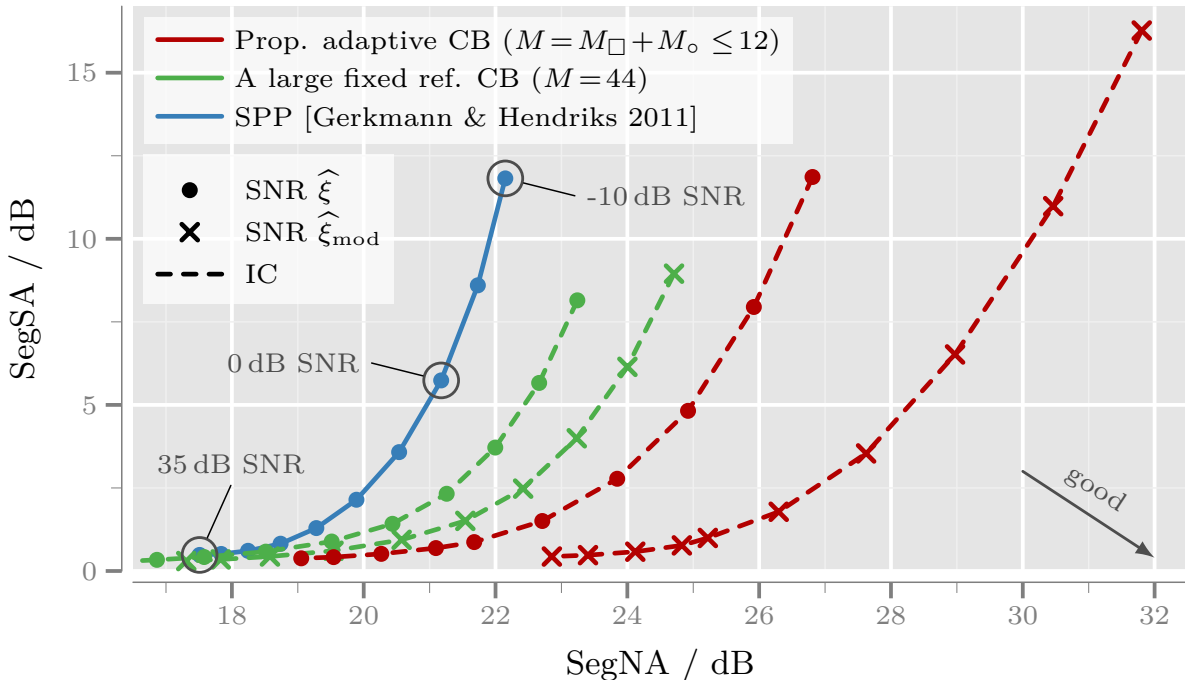 Prop. adaptive CB (M = M□ + M∘ ≤ 12)
A large fixed ref. CB (M = 44)
SPP [Gerkmann & Hendriks 2011]
SNR ξ̂
SNR ξ̂mod
IC
-10 dB SNR
0 dB SNR
35 dB SNR
good
15
10
5
0
SegSA / dB
18 20 22 24 26 28 30 32
SegNA / dB